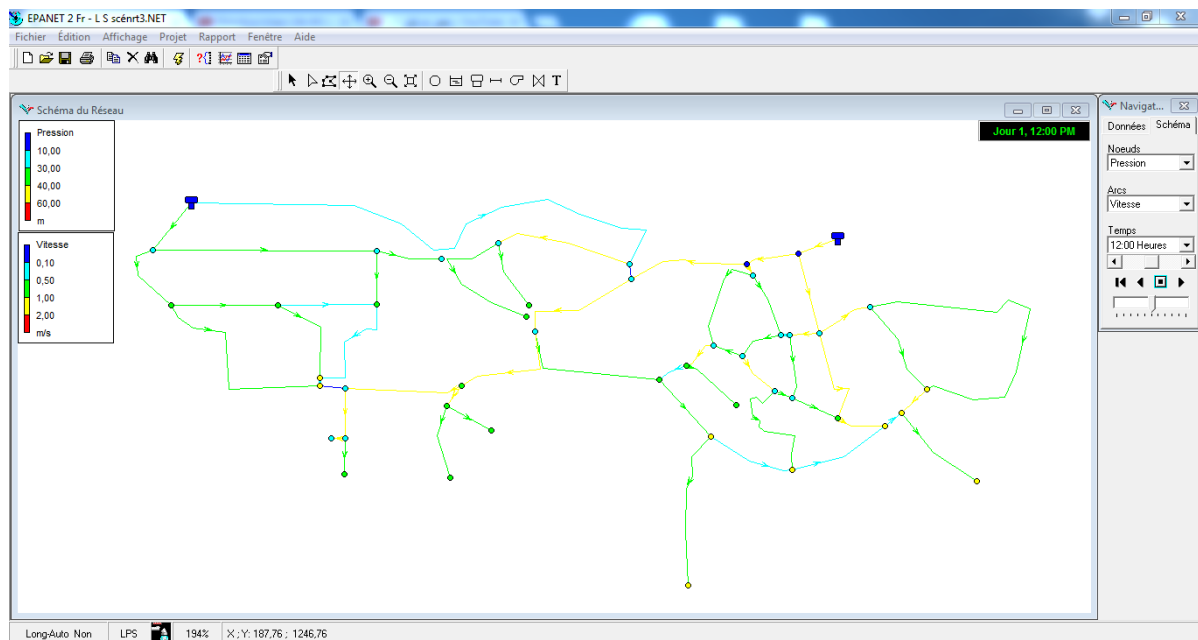 EPANET 2 Fr - L S scénrt3.NET
Fichier Édition Affichage Projet Rapport Fenêtre Aide
T
Schéma du Réseau
Jour 1, 12:00 PM
Pression
10,00
30,00
40,00
60,00
m
Vitesse
0,10
0,50
1,00
2,00
m/s
Navigat...
Données Schéma
Noeuds
Pression
Arcs
Vitesse
Temps
12:00 Heures
Long-Auto Non LPS 194% X ; Y: 187,76 ; 1246,76